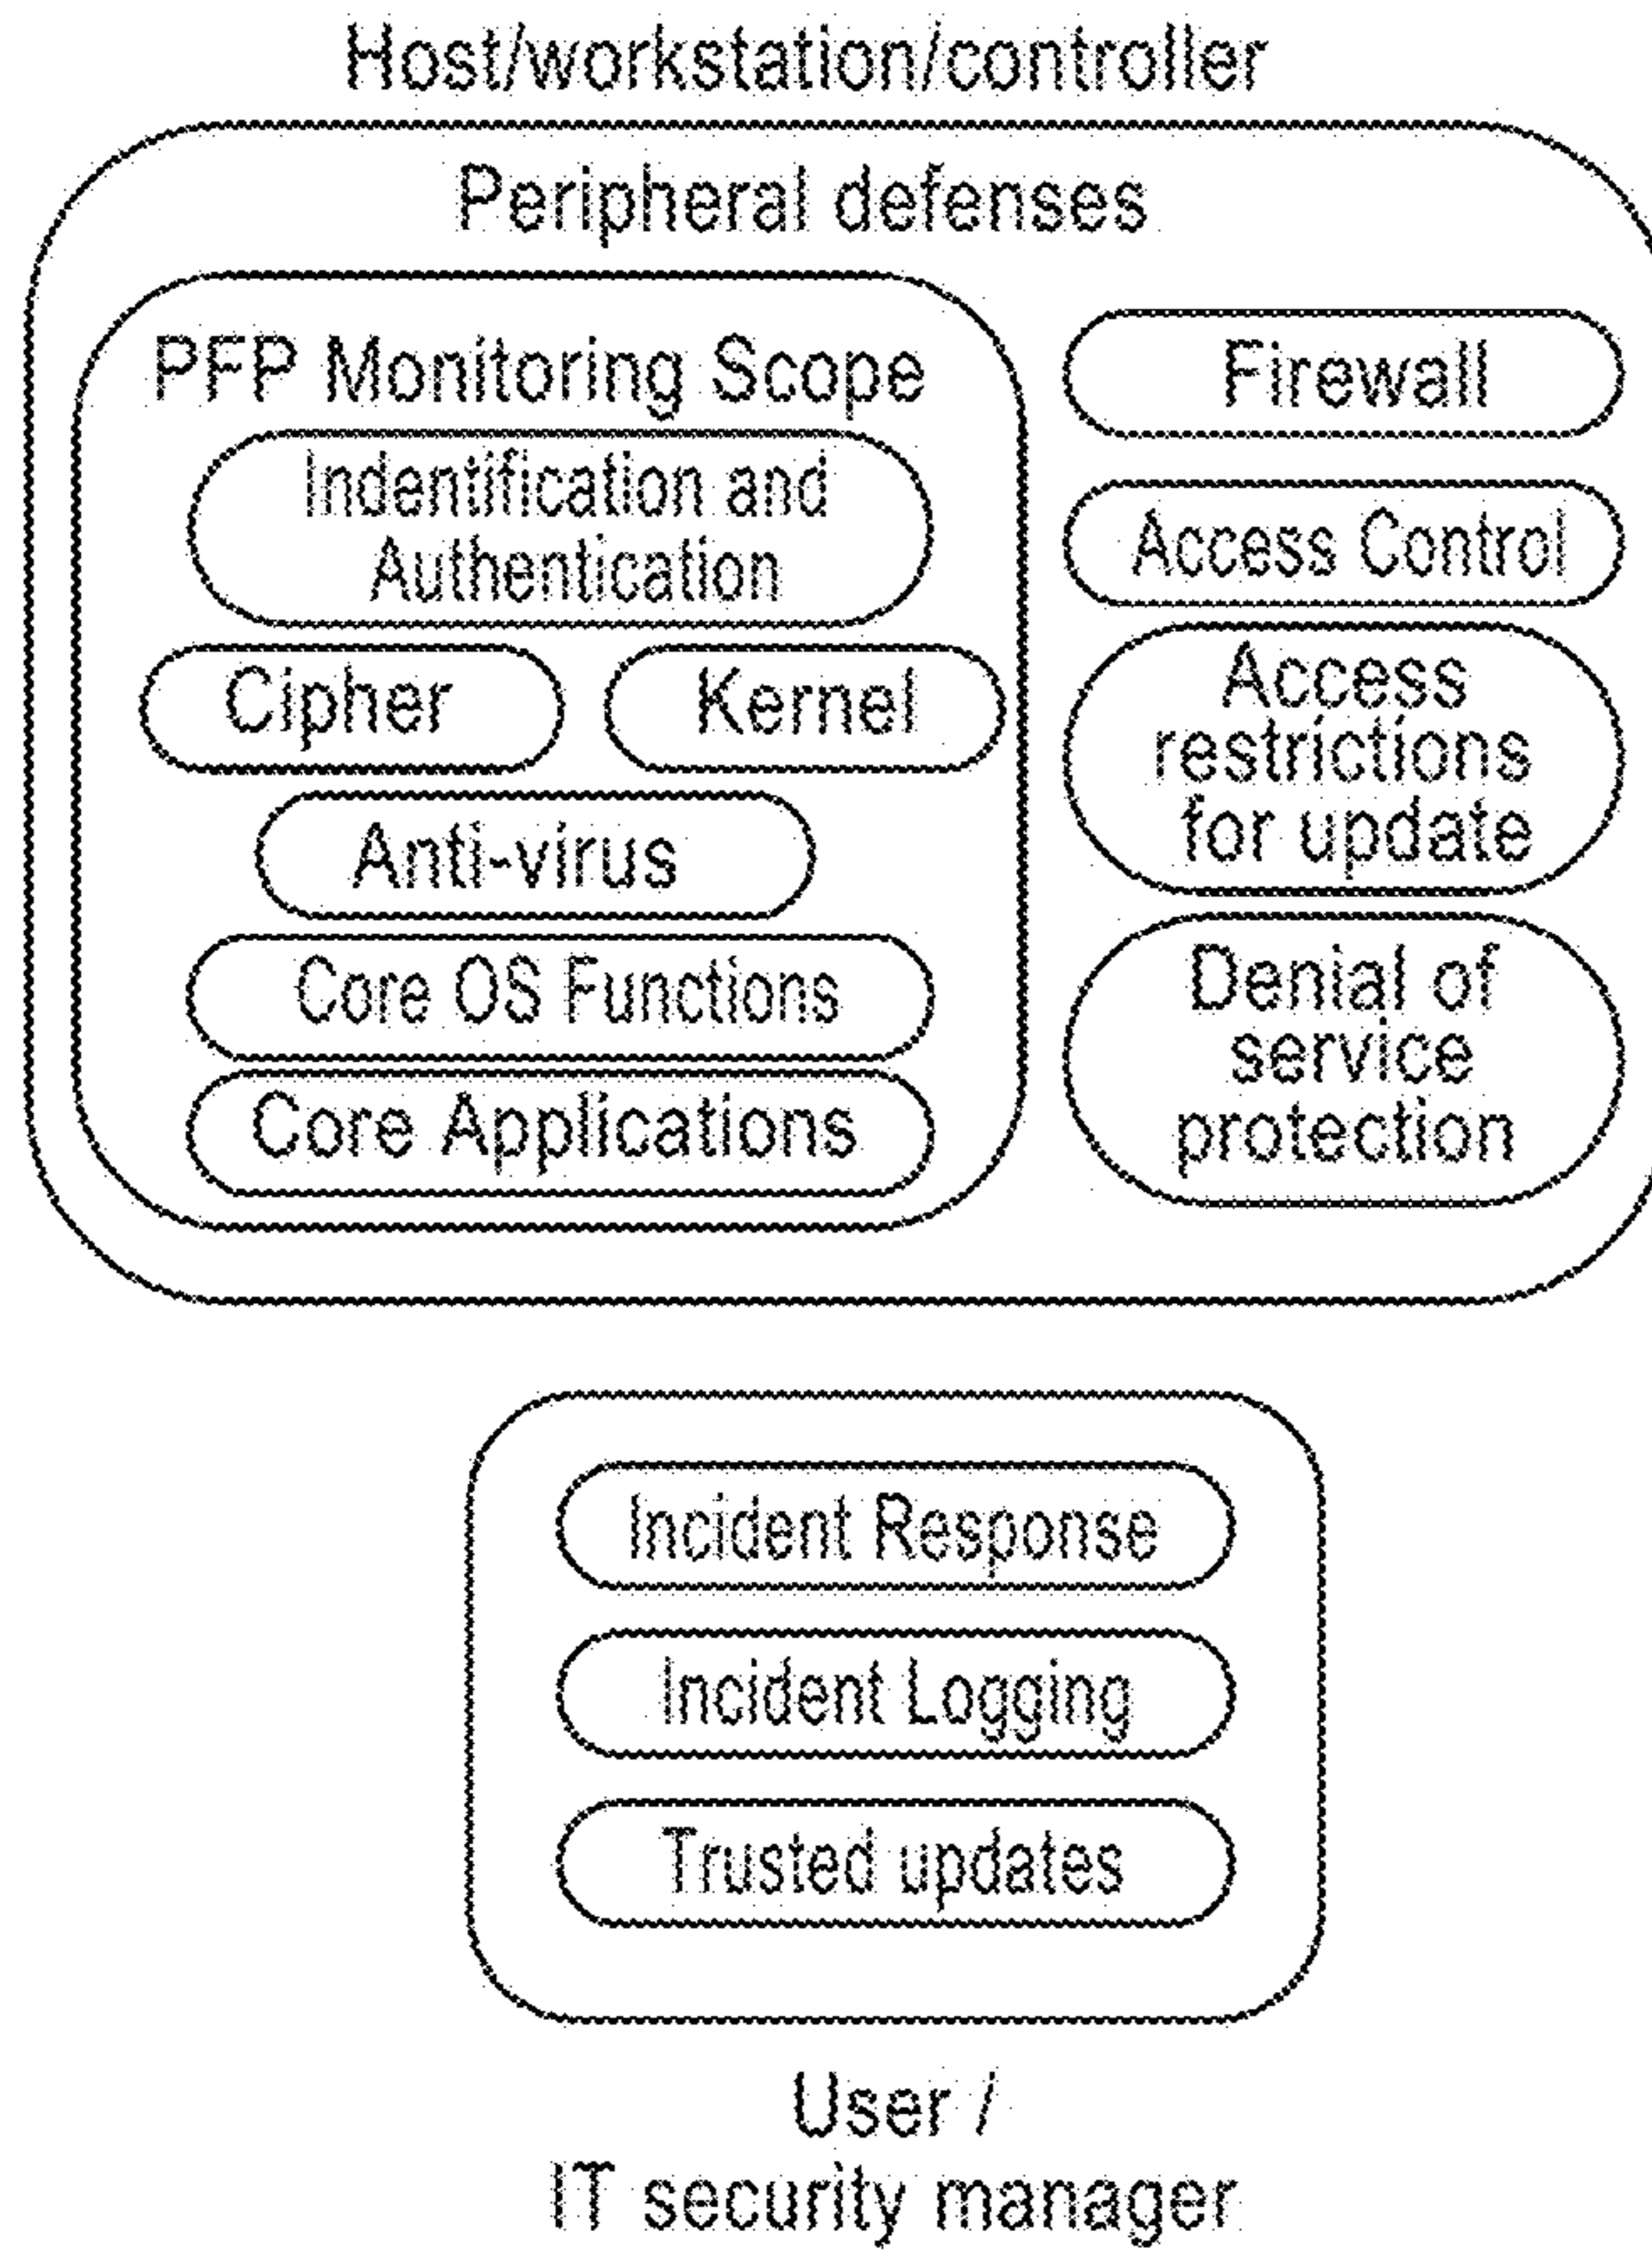 Host/workstation/controller
Peripheral defenses
PFP Monitoring Scope
Indentification and
Authentication
Cipher
Kernel
Anti-virus
Core OS Functions
Core Applications
Firewall
Access Control
Access
restrictions
for update
Denial of
service
protection
Incident Response
Incident Logging
Trusted updates
User /
IT security manager